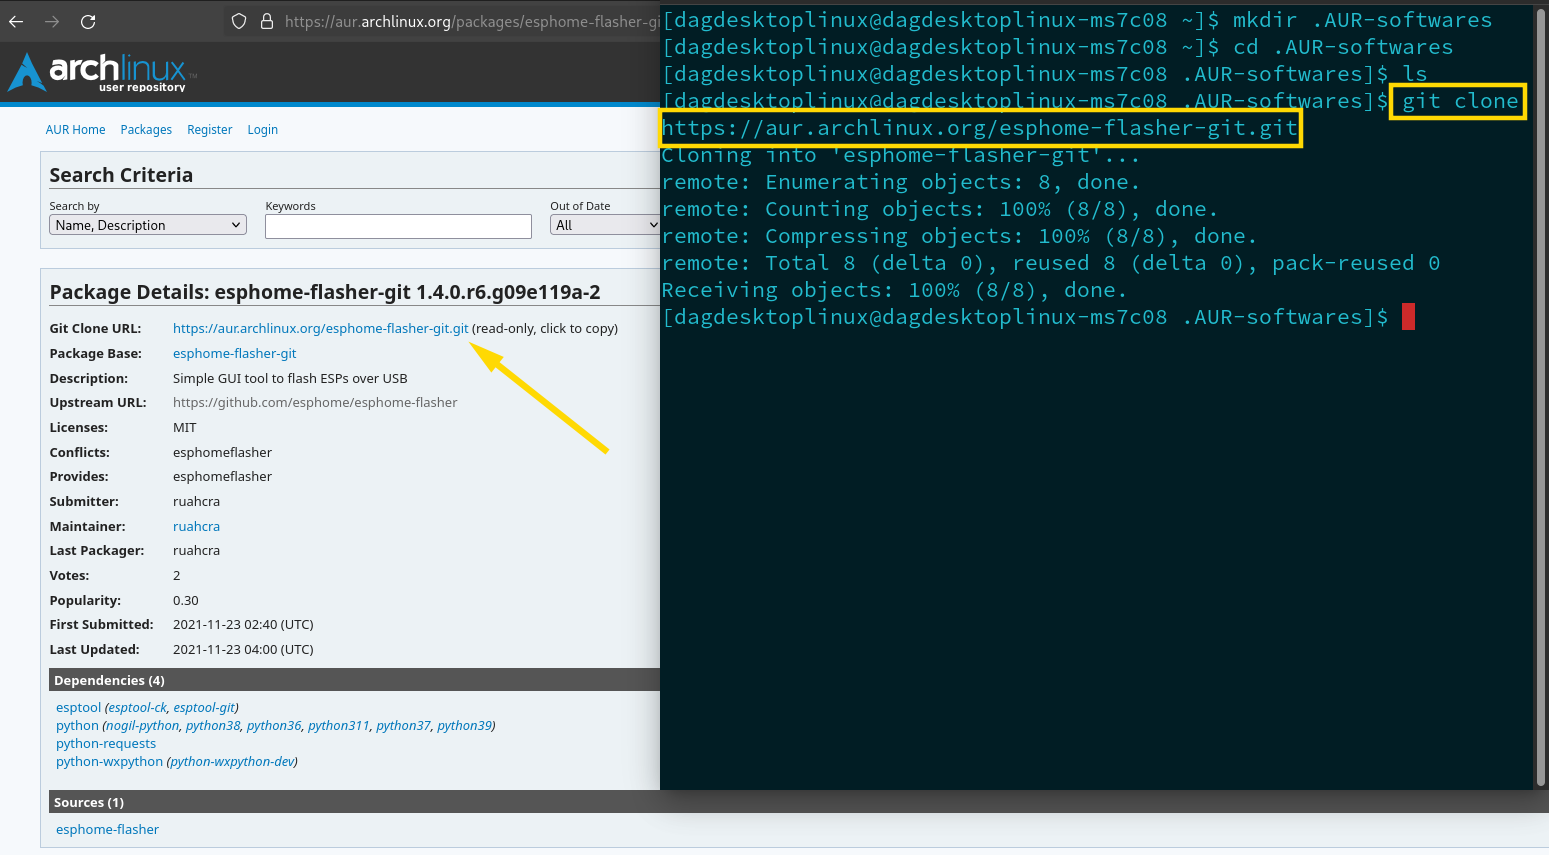 https://aur.archlinux.org/packages/esphome-flasher-gi
archlinux™
user repository
AUR Home Packages Register Login
Search Criteria
Search by Keywords Out of Date
Name, Description All
Package Details: esphome-flasher-git 1.4.0.r6.g09e119a-2
Git Clone URL: https://aur.archlinux.org/esphome-flasher-git.git (read-only, click to copy)
Package Base: esphome-flasher-git
Description: Simple GUI tool to flash ESPs over USB
Upstream URL: https://github.com/esphome/esphome-flasher
Licenses: MIT
Conflicts: esphomeflasher
Provides: esphomeflasher
Submitter: ruahcra
Maintainer: ruahcra
Last Packager: ruahcra
Votes: 2
Popularity: 0.30
First Submitted: 2021-11-23 02:40 (UTC)
Last Updated: 2021-11-23 04:00 (UTC)
Dependencies (4)
esptool (esptool-ck, esptool-git)
python (nogil-python, python38, python36, python311, python37, python39)
python-requests
python-wxpython (python-wxpython-dev)
Sources (1)
esphome-flasher
[dagdesktoplinux@dagdesktoplinux-ms7c08 ~]$ mkdir .AUR-softwares
[dagdesktoplinux@dagdesktoplinux-ms7c08 ~]$ cd .AUR-softwares
[dagdesktoplinux@dagdesktoplinux-ms7c08 .AUR-softwares]$ ls
[dagdesktoplinux@dagdesktoplinux-ms7c08 .AUR-softwares]$ git clone
https://aur.archlinux.org/esphome-flasher-git.git
Cloning into 'esphome-flasher-git'...
remote: Enumerating objects: 8, done.
remote: Counting objects: 100% (8/8), done.
remote: Compressing objects: 100% (8/8), done.
remote: Total 8 (delta 0), reused 8 (delta 0), pack-reused 0
Receiving objects: 100% (8/8), done.
[dagdesktoplinux@dagdesktoplinux-ms7c08 .AUR-softwares]$